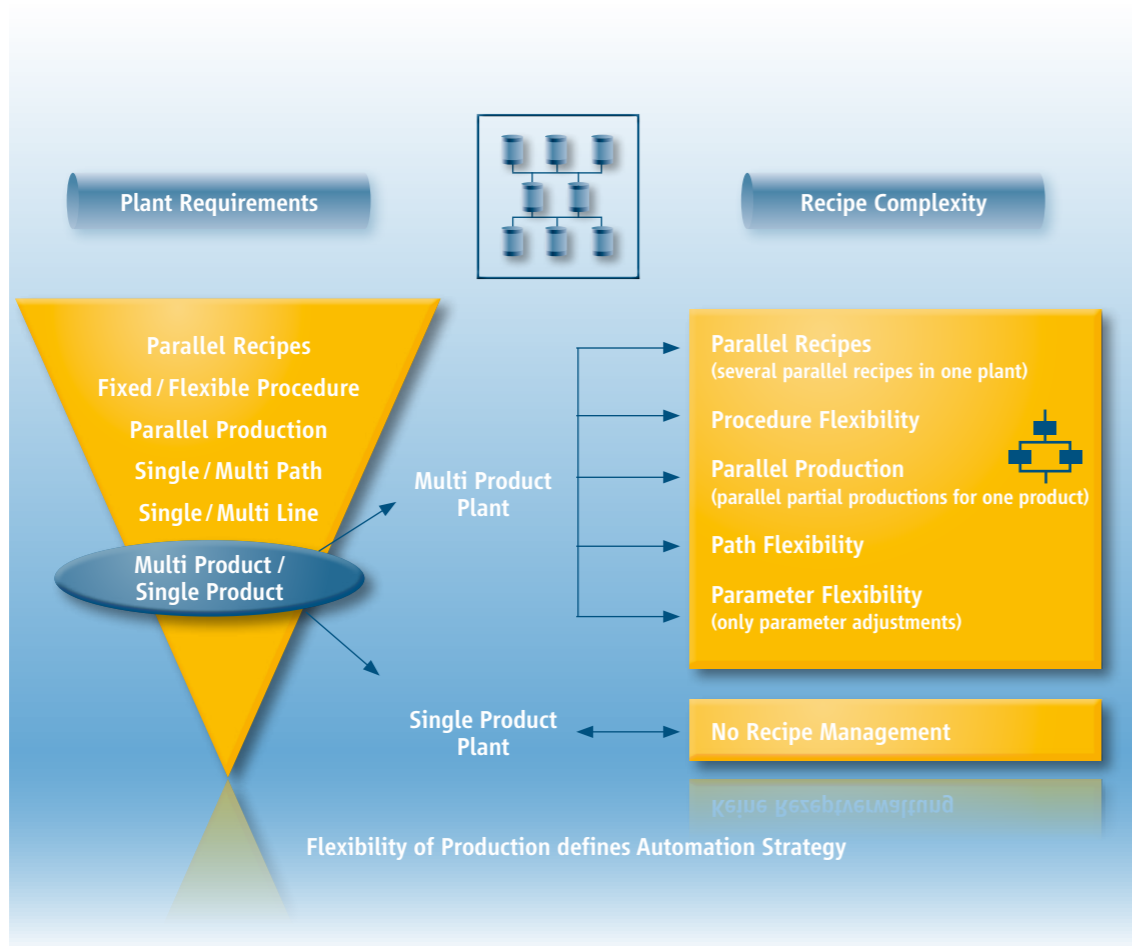 Plant Requirements
Recipe Complexity
Parallel Recipes
Fixed / Flexible Procedure
Parallel Production
Single / Multi Path
Single / Multi Line
Multi Product /
Single Product
Multi Product
Plant
Single Product
Plant
Parallel Recipes
(several parallel recipes in one plant)
Procedure Flexibility
Parallel Production
(parallel partial productions for one product)
Path Flexibility
Parameter Flexibility
(only parameter adjustments)
No Recipe Management
Keine Rezeptverwaltung
Flexibility of Production defines Automation Strategy